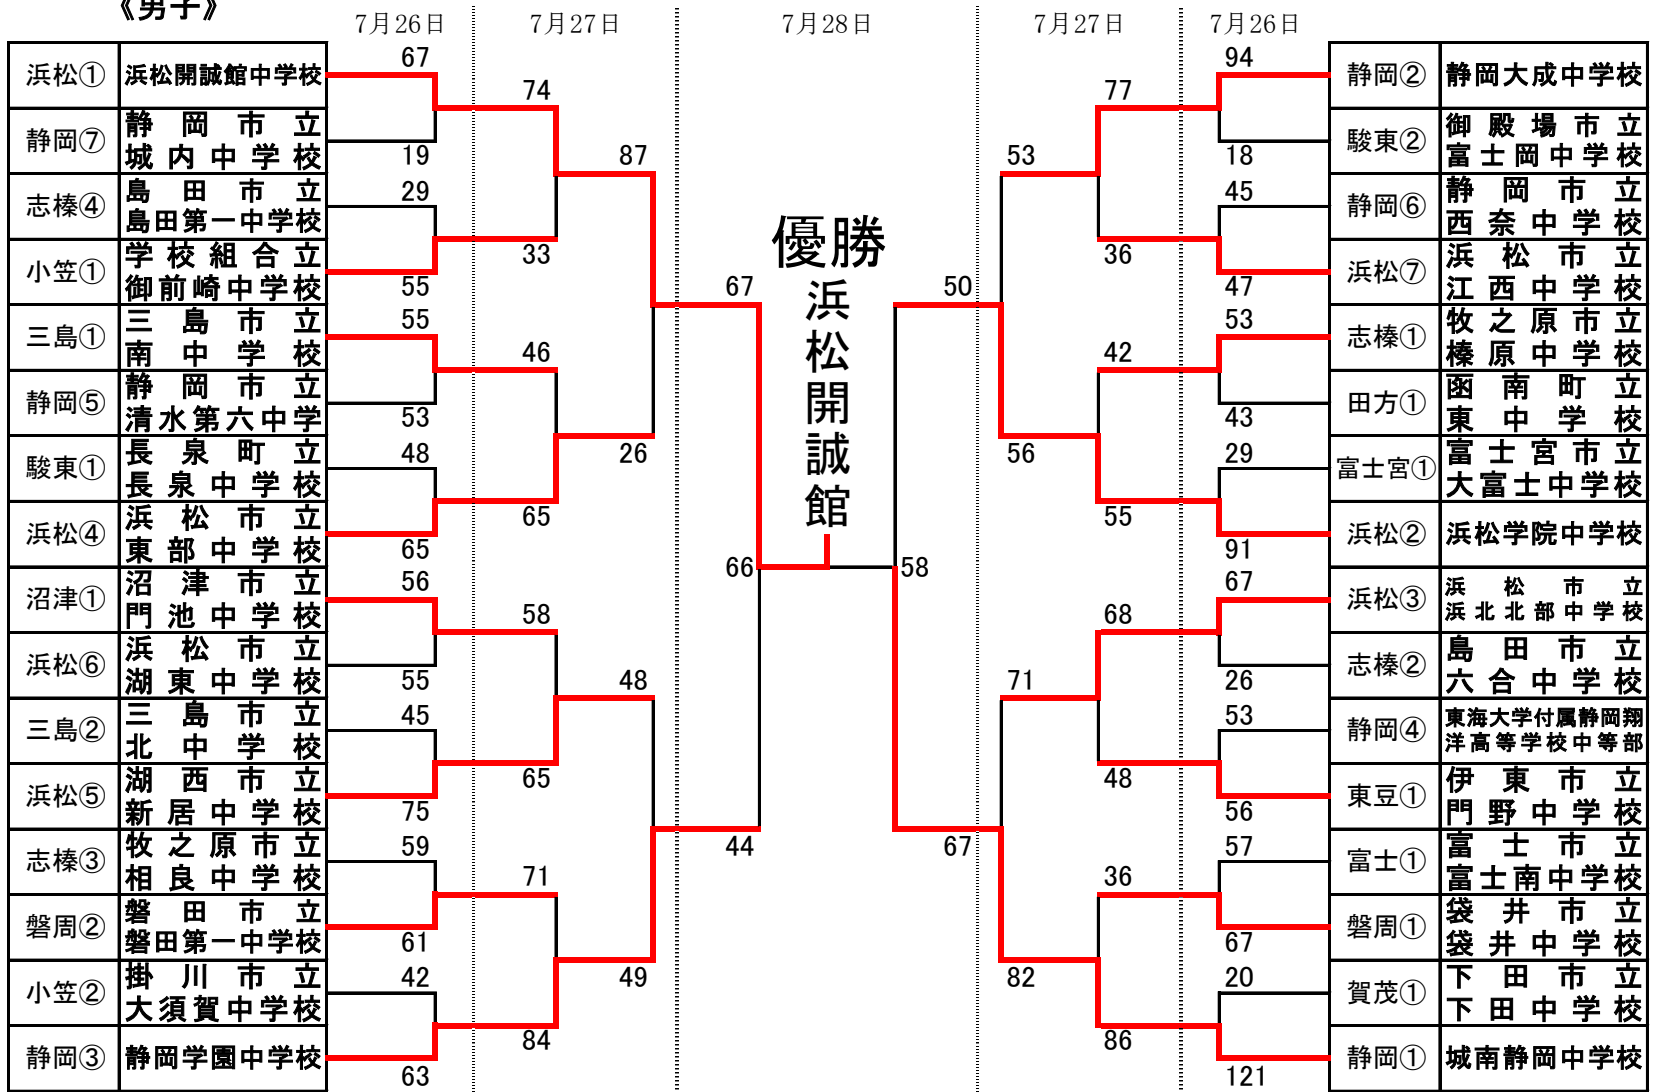 《男子》
7月26日 7月27日 7月28日 7月27日 7月26日
浜松① 浜松開誠館中学校
静岡⑦ 静岡市立
城内中学校
志榛④ 島田市立
島田第一中学校
小笠① 学校組合立
御前崎中学校
三島① 三島市立
南中学校
静岡⑤ 静岡市立
清水第六中学
駿東① 長泉町立
長泉中学校
浜松④ 浜松市立
東部中学校
沼津① 沼津市立
門池中学校
浜松⑥ 浜松市立
湖東中学校
三島② 三島市立
北中学校
浜松⑤ 湖西市立
新居中学校
志榛③ 牧之原市立
相良中学校
磐周② 磐田市立
磐田第一中学校
小笠② 掛川市立
大須賀中学校
静岡③ 静岡学園中学校
67
19
29
55
55
53
48
65
56
55
45
75
59
61
42
63
74
33
46
65
58
65
71
84
87
26
48
49
67
44
66
優勝
浜松開誠館
58
50
67
53
56
71
82
77
36
42
55
68
48
36
86
94
18
45
47
53
43
29
91
67
26
53
56
57
67
20
121
静岡② 静岡大成中学校
駿東② 御殿場市立
富士岡中学校
静岡⑥ 静岡市立
西奈中学校
浜松⑦ 浜松市立
江西中学校
志榛① 牧之原市立
榛原中学校
田方① 函南町立
東中学校
富士宮① 富士宮市立
大富士中学校
浜松② 浜松学院中学校
浜松③ 浜松市立
浜北北部中学校
志榛② 島田市立
六合中学校
静岡④ 東海大学付属静岡翔
洋高等学校中等部
東豆① 伊東市立
門野中学校
富士① 富士市立
富士南中学校
磐周① 袋井市立
袋井中学校
賀茂① 下田市立
下田中学校
静岡① 城南静岡中学校